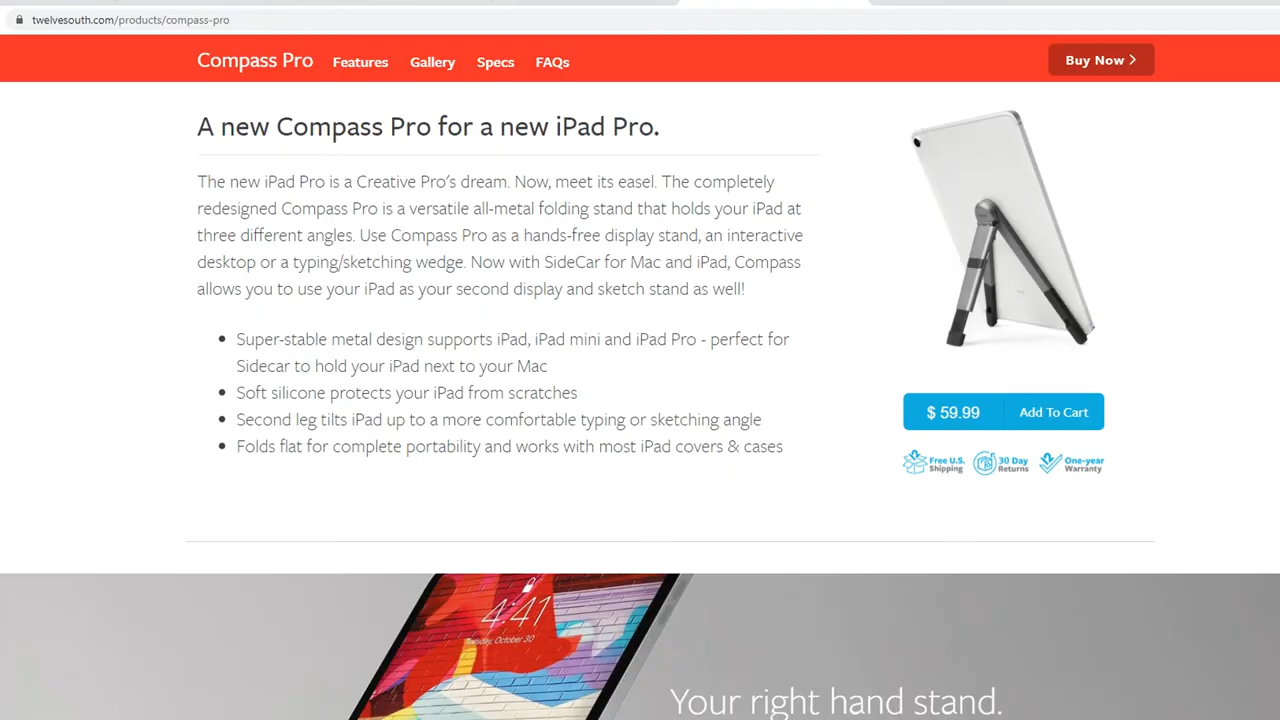 twelvesouth.com/products/compass-pro
Compass Pro Features Gallery Specs FAQs Buy Now
A new Compass Pro for a new iPad Pro.
The new iPad Pro is a Creative Pro's dream. Now, meet its easel. The completely
redesigned Compass Pro is a versatile all-metal folding stand that holds your iPad at
three different angles. Use Compass Pro as a hands-free display stand, an interactive
desktop or a typing/sketching wedge. Now with SideCar for Mac and iPad, Compass
allows you to use your iPad as your second display and sketch stand as well!
• Super-stable metal design supports iPad, iPad mini and iPad Pro - perfect for
Sidecar to hold your iPad next to your Mac
• Soft silicone protects your iPad from scratches
• Second leg tilts iPad up to a more comfortable typing or sketching angle
• Folds flat for complete portability and works with most iPad covers & cases
$ 59.99 Add To Cart
Free U.S. Shipping
30 Day Returns
One-year Warranty
4:41
Tuesday, October 30
Your right hand stand.